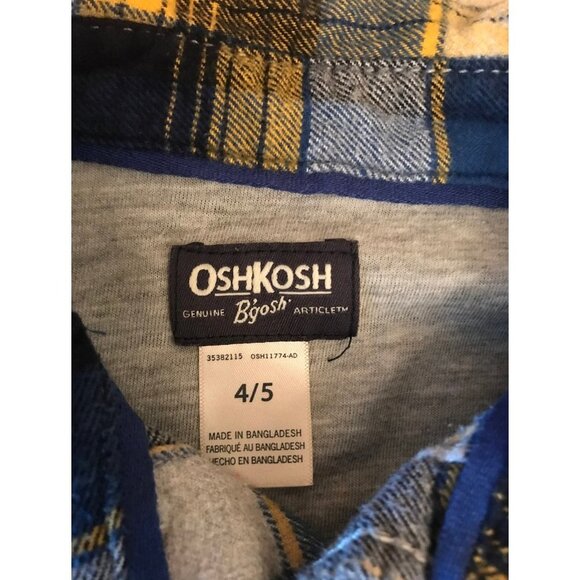 OSHKOSH
GENUINE B'gosh ARTICLE™
35382115 OSH11774-AD
4/5
MADE IN BANGLADESH
FABRIQUÉ AU BANGLADESH
HECHO EN BANGLADESH